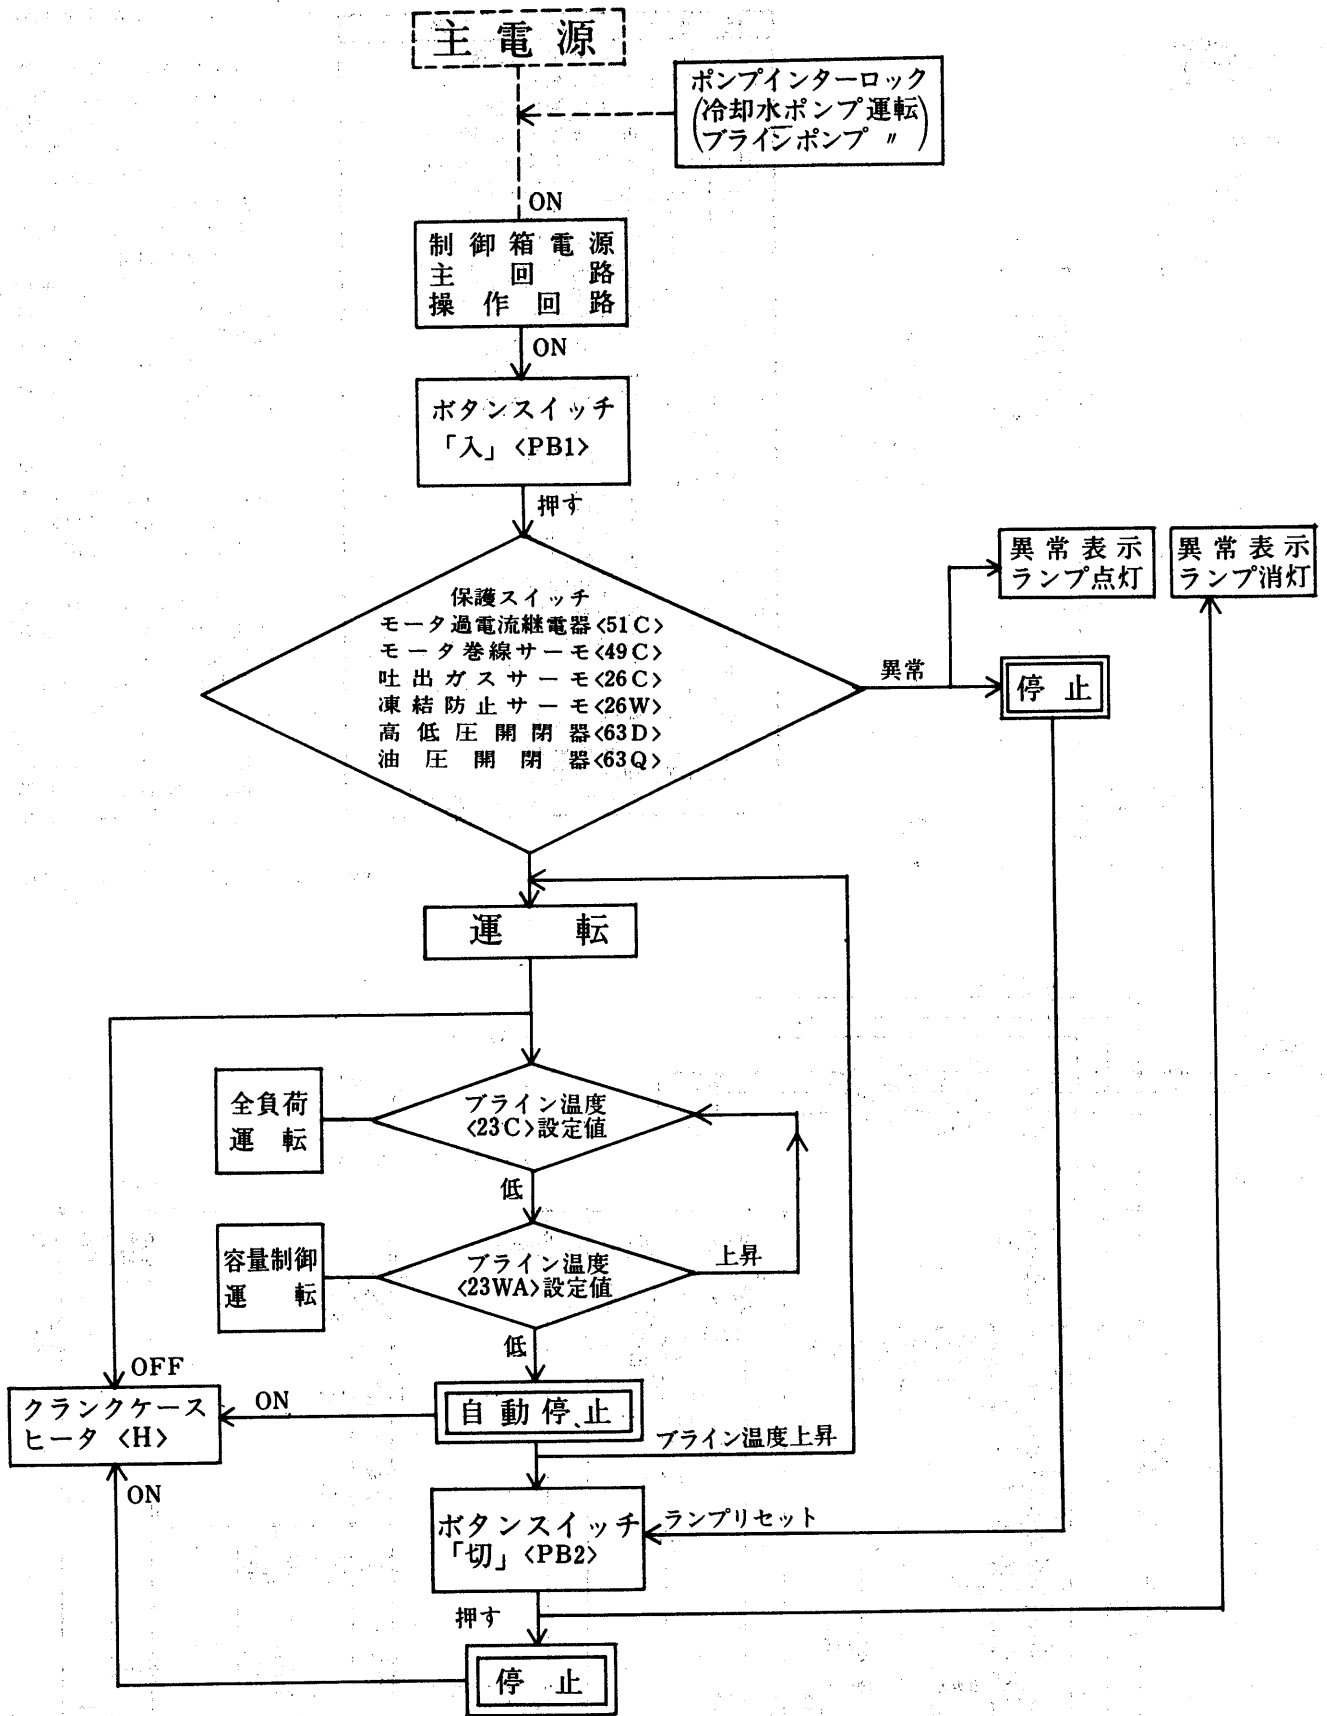 主電源
ポンプインターロック
(冷却水ポンプ運転)
(ブラインポンプ 〃)
ON
制御箱電源
主回路
操作回路
ON
ボタンスイッチ
「入」<PB1>
押す
保護スイッチ
モータ過電流継電器<51C>
モータ巻線サーモ<49C>
吐出ガスサーモ<26C>
凍結防止サーモ<26W>
高低圧開閉器<63D>
油圧開閉器<63Q>
異常
異常表示
ランプ点灯
異常表示
ランプ消灯
停止
運転
全負荷
運転
ブライン温度
<23C>設定値
低
容量制御
運転
ブライン温度
<23WA>設定値
上昇
低
OFF
クランクケース
ヒータ<H>
ON
自動停止
ブライン温度上昇
ON
ボタンスイッチ
「切」<PB2>
ランプリセット
押す
停止